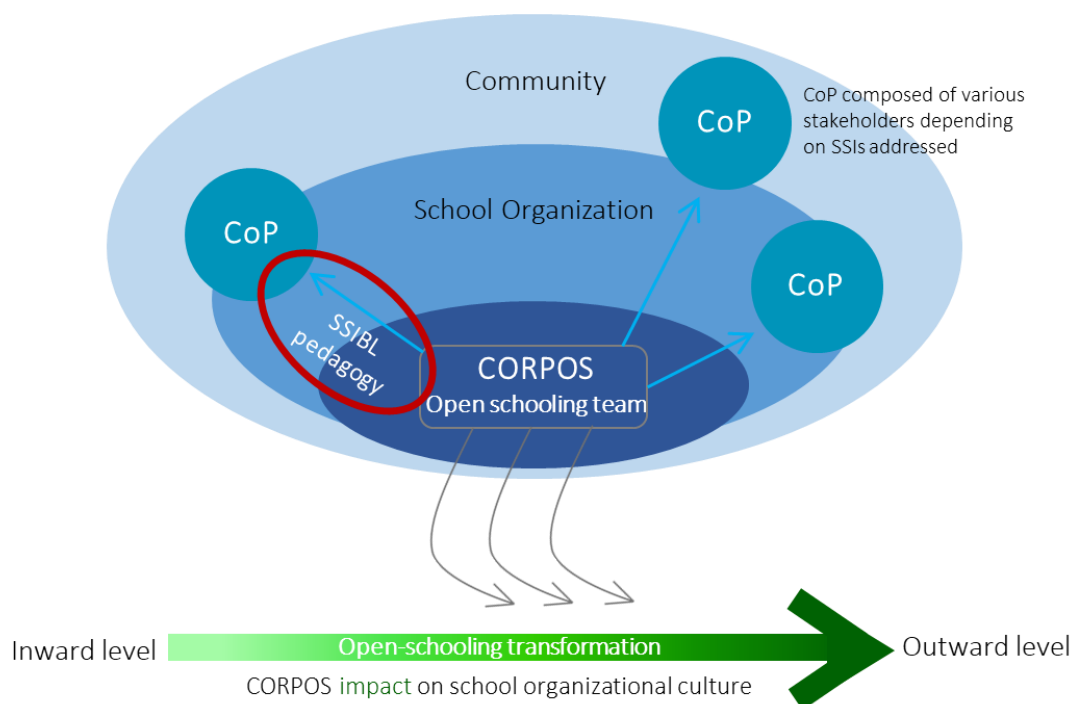 Community
CoP
CoP composed of various
stakeholders depending
on SSIs addressed
School Organization
CoP
CoP
SSIBL
pedagogy
CORPOS
Open schooling team
Inward level
Open-schooling transformation
Outward level
CORPOS impact on school organizational culture